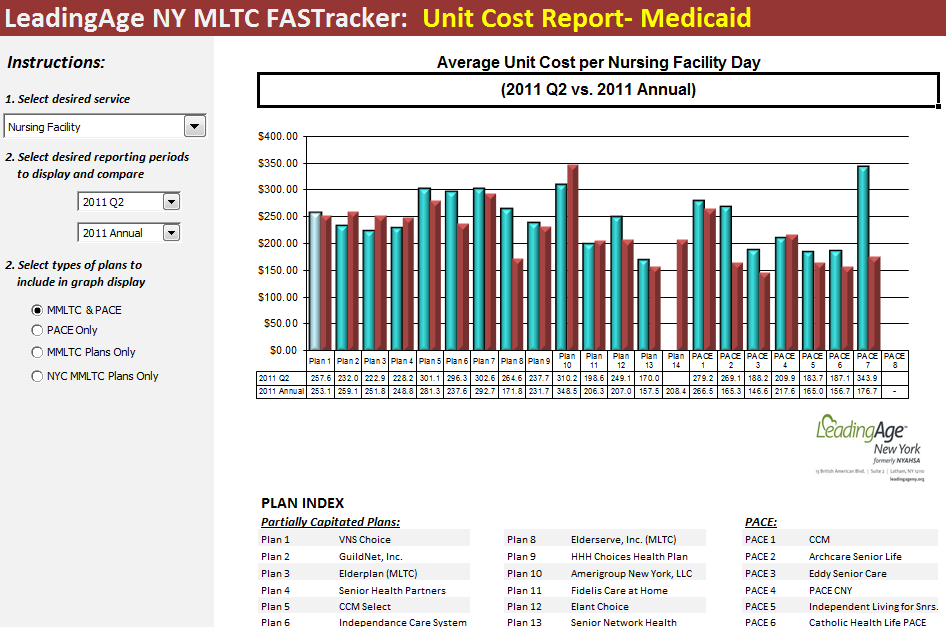 LeadingAge NY MLTC FASTracker: Unit Cost Report- Medicaid
Instructions:
1. Select desired service
Nursing Facility
2. Select desired reporting periods
to display and compare
2011 Q2
2011 Annual
2. Select types of plans to
include in graph display
MMLTC & PACE
PACE Only
MMLTC Plans Only
NYC MMLTC Plans Only
Average Unit Cost per Nursing Facility Day
(2011 Q2 vs. 2011 Annual)
$400.00
$350.00
$300.00
$250.00
$200.00
$150.00
$100.00
$50.00
$0.00
Plan 1 Plan 2 Plan 3 Plan 4 Plan 5 Plan 6 Plan 7 Plan 8 Plan 9 Plan 10 Plan 11 Plan 12 Plan 13 Plan 14 PACE 1 PACE 2 PACE 3 PACE 4 PACE 5 PACE 6 PACE 7 PACE 8
2011 Q2 257.6 232.0 222.9 228.2 301.1 296.3 302.6 264.6 237.7 310.2 198.6 249.1 170.0 279.2 269.1 188.2 209.9 183.7 187.1 343.9
2011 Annual 253.1 259.1 251.8 248.8 281.3 237.6 292.7 171.8 231.7 348.5 206.3 207.0 157.5 208.4 266.5 165.3 146.6 217.6 165.0 156.7 176.7 -
LeadingAge™
New York
formerly NYAHSA
13 British American Blvd. | Suite 2 | Latham, NY 12110
leadingageny.org
PLAN INDEX
Partially Capitated Plans: PACE:
Plan 1 VNS Choice Plan 8 Elderserve, Inc. (MLTC) PACE 1 CCM
Plan 2 GuildNet, Inc. Plan 9 HHH Choices Health Plan PACE 2 Archcare Senior Life
Plan 3 Elderplan (MLTC) Plan 10 Amerigroup New York, LLC PACE 3 Eddy Senior Care
Plan 4 Senior Health Partners Plan 11 Fidelis Care at Home PACE 4 PACE CNY
Plan 5 CCM Select Plan 12 Elant Choice PACE 5 Independent Living for Snrs.
Plan 6 Independance Care System Plan 13 Senior Network Health PACE 6 Catholic Health Life PACE